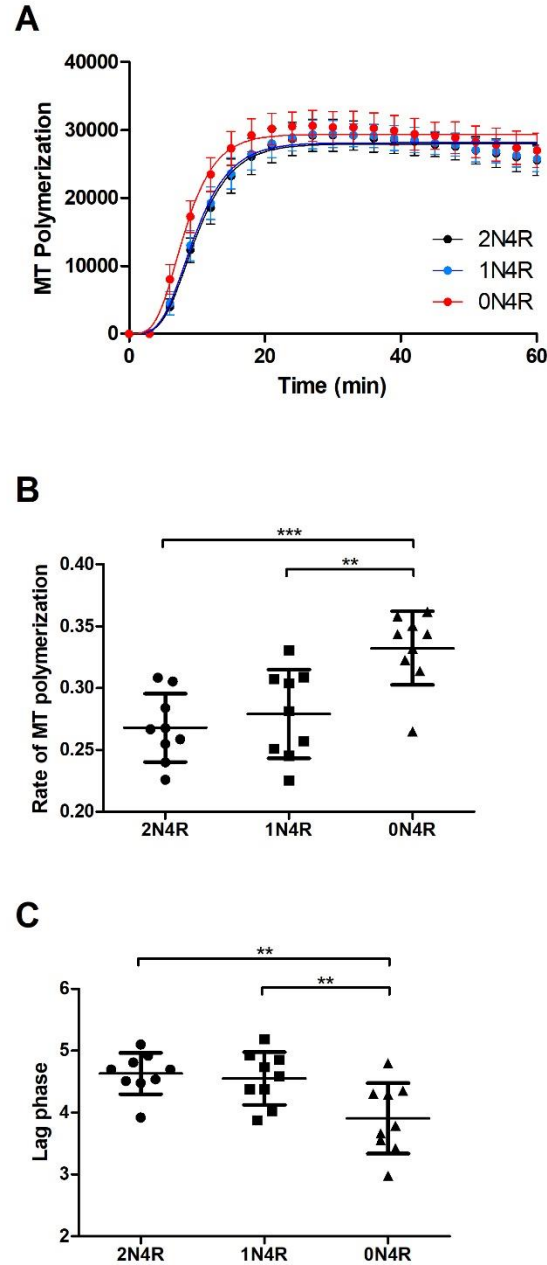 A
MT Polymerization
40000
30000
20000
10000
0
2N4R
1N4R
0N4R
0 20 40 60
Time (min)
B
Rate of MT polymerization
***
**
0.40
0.35
0.30
0.25
0.20
2N4R 1N4R 0N4R
C
Lag phase
**
**
6
5
4
3
2
2N4R 1N4R 0N4R